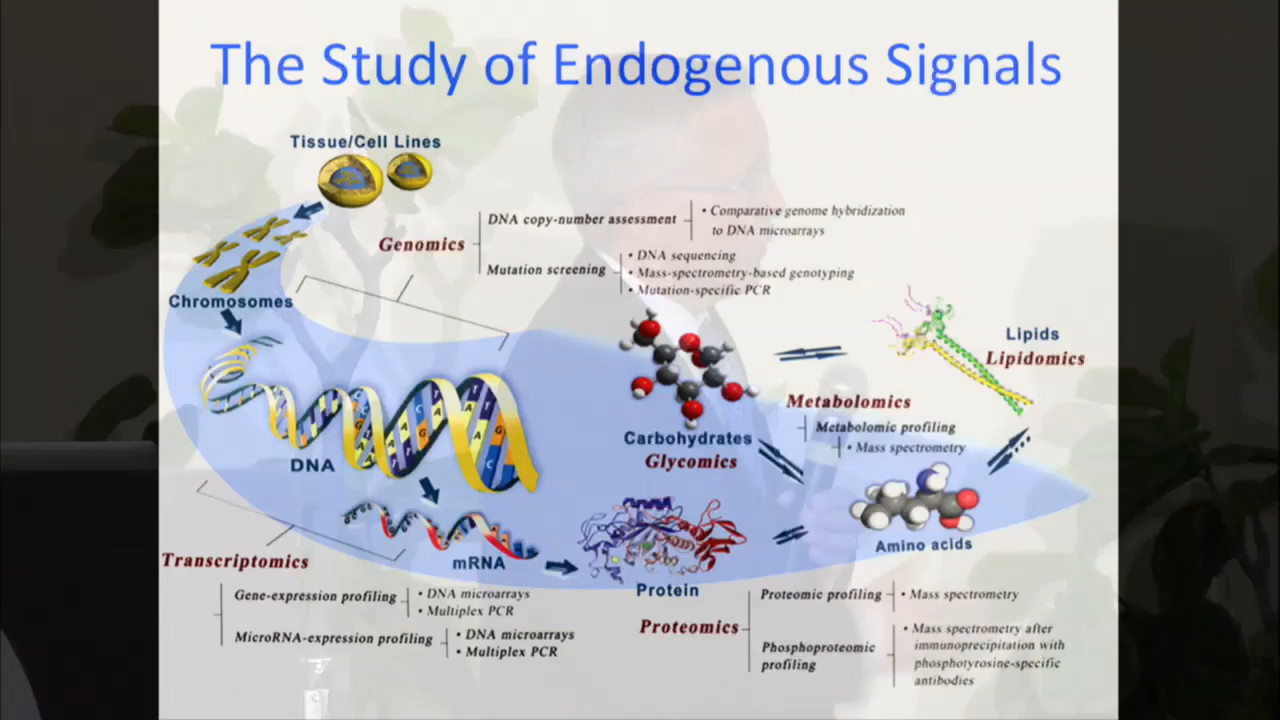 The Study of Endogenous Signals
Tissue/Cell Lines
Genomics
DNA copy-number assessment
• Comparative genome hybridization
to DNA microarrays
Mutation screening
• DNA sequencing
• Mass-spectrometry-based genotyping
• Mutation-specific PCR
Chromosomes
Lipids
Lipidomics
Metabolomics
Metabolomic profiling
• Mass spectrometry
Carbohydrates
Glycomics
DNA
Amino acids
mRNA
Protein
Transcriptomics
Gene-expression profiling
• DNA microarrays
• Multiplex PCR
MicroRNA-expression profiling
• DNA microarrays
• Multiplex PCR
Proteomics
Proteomic profiling
• Mass spectrometry
Phosphoproteomic
profiling
• Mass spectrometry after
immunoprecipitation with
phosphotyrosine-specific
antibodies